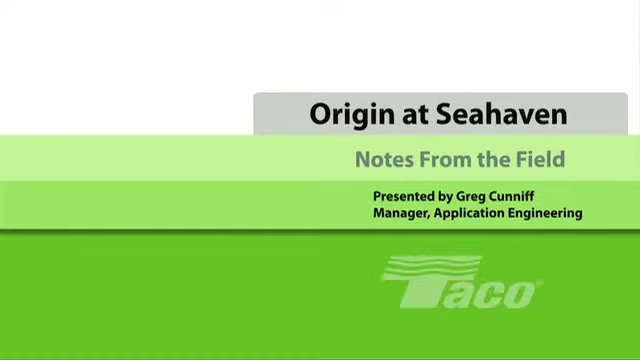 Origin at Seahaven
Notes From the Field
Presented by Greg Cunniff
Manager, Application Engineering
Taco®